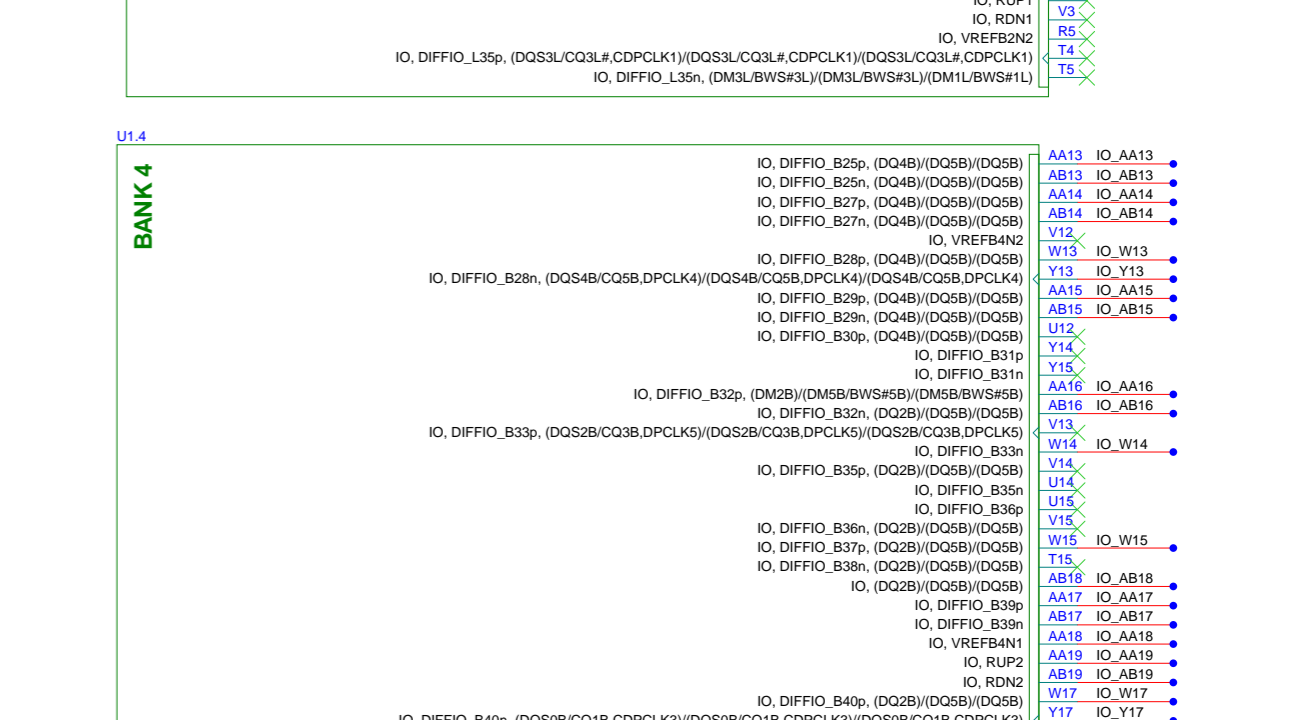 IO, RUP1
IO, RDN1 V3
IO, VREFB2N2 R5
IO, DIFFIO_L35p, (DQS3L/CQ3L#,CDPCLK1)/(DQS3L/CQ3L#,CDPCLK1)/(DQS3L/CQ3L#,CDPCLK1) T4
IO, DIFFIO_L35n, (DM3L/BWS#3L)/(DM3L/BWS#3L)/(DM1L/BWS#1L) T5
U1.4
BANK 4
IO, DIFFIO_B25p, (DQ4B)/(DQ5B)/(DQ5B) AA13 IO_AA13
IO, DIFFIO_B25n, (DQ4B)/(DQ5B)/(DQ5B) AB13 IO_AB13
IO, DIFFIO_B27p, (DQ4B)/(DQ5B)/(DQ5B) AA14 IO_AA14
IO, DIFFIO_B27n, (DQ4B)/(DQ5B)/(DQ5B) AB14 IO_AB14
IO, VREFB4N2 V12
IO, DIFFIO_B28p, (DQ4B)/(DQ5B)/(DQ5B) W13 IO_W13
IO, DIFFIO_B28n, (DQS4B/CQ5B,DPCLK4)/(DQS4B/CQ5B,DPCLK4)/(DQS4B/CQ5B,DPCLK4) Y13 IO_Y13
IO, DIFFIO_B29p, (DQ4B)/(DQ5B)/(DQ5B) AA15 IO_AA15
IO, DIFFIO_B29n, (DQ4B)/(DQ5B)/(DQ5B) AB15 IO_AB15
IO, DIFFIO_B30p, (DQ4B)/(DQ5B)/(DQ5B) U12
IO, DIFFIO_B31p Y14
IO, DIFFIO_B31n Y15
IO, DIFFIO_B32p, (DM2B)/(DM5B/BWS#5B)/(DM5B/BWS#5B) AA16 IO_AA16
IO, DIFFIO_B32n, (DQ2B)/(DQ5B)/(DQ5B) AB16 IO_AB16
IO, DIFFIO_B33p, (DQS2B/CQ3B,DPCLK5)/(DQS2B/CQ3B,DPCLK5)/(DQS2B/CQ3B,DPCLK5) V13
IO, DIFFIO_B33n W14 IO_W14
IO, DIFFIO_B35p, (DQ2B)/(DQ5B)/(DQ5B) V14
IO, DIFFIO_B35n U14
IO, DIFFIO_B36p U15
IO, DIFFIO_B36n, (DQ2B)/(DQ5B)/(DQ5B) V15
IO, DIFFIO_B37p, (DQ2B)/(DQ5B)/(DQ5B) W15 IO_W15
IO, DIFFIO_B38n, (DQ2B)/(DQ5B)/(DQ5B) T15
IO, (DQ2B)/(DQ5B)/(DQ5B) AB18 IO_AB18
IO, DIFFIO_B39p AA17 IO_AA17
IO, DIFFIO_B39n AB17 IO_AB17
IO, VREFB4N1 AA18 IO_AA18
IO, RUP2 AA19 IO_AA19
IO, RDN2 AB19 IO_AB19
IO, DIFFIO_B40p, (DQ2B)/(DQ5B)/(DQ5B) W17 IO_W17
IO, DIFFIO_B40n, (DQS0B/CQ1B,CDPCLK3)/(DQS0B/CQ1B,CDPCLK3)/(DQS0B/CQ1B,CDPCLK3) Y17 IO_Y17